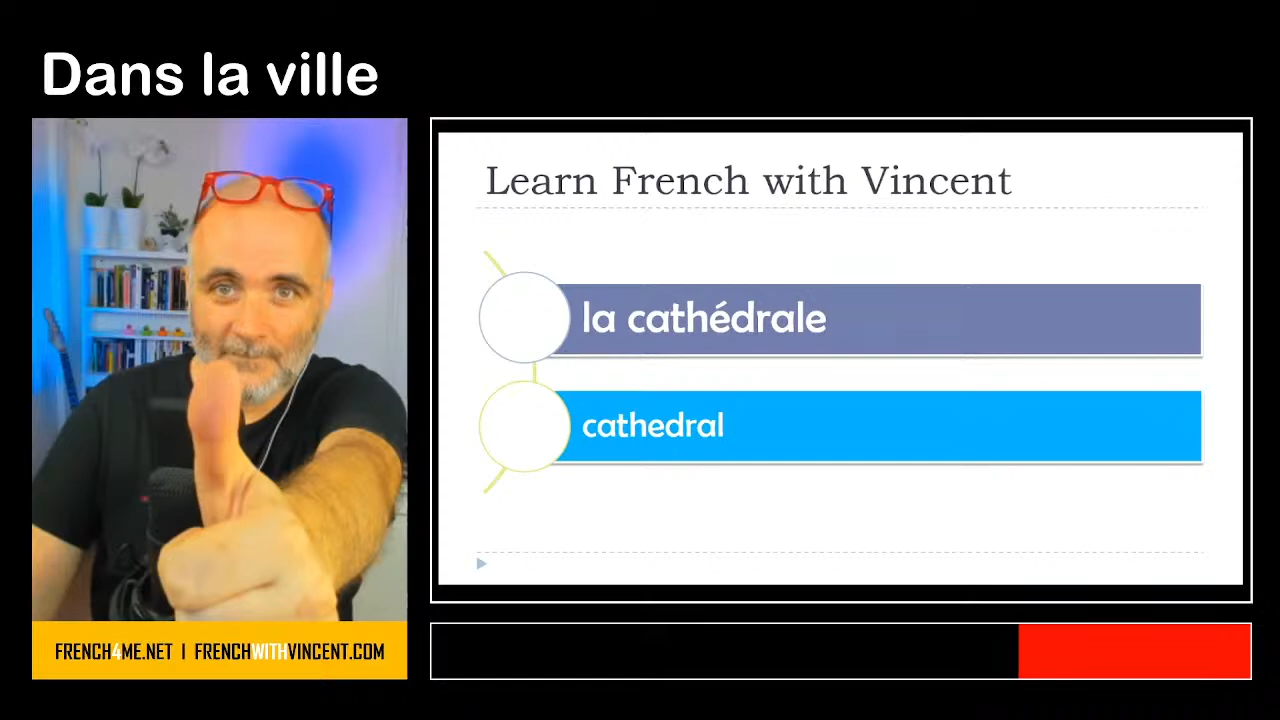 Dans la ville
Learn French with Vincent
la cathédrale
cathedral
FRENCH4ME.NET I FRENCHWITHVINCENT.COM